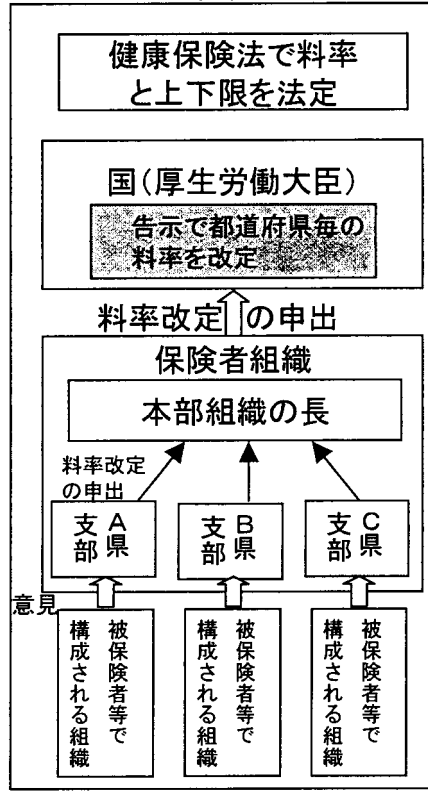 健康保険法で料率
と上下限を法定
国(厚生労働大臣)
告示で都道府県毎の
料率を改定
料率改定の申出
保険者組織
本部組織の長
料率改定
の申出
A県
支部
B県
支部
C県
支部
意見
被保険者等で
構成される組織
被保険者等で
構成される組織
被保険者等で
構成される組織